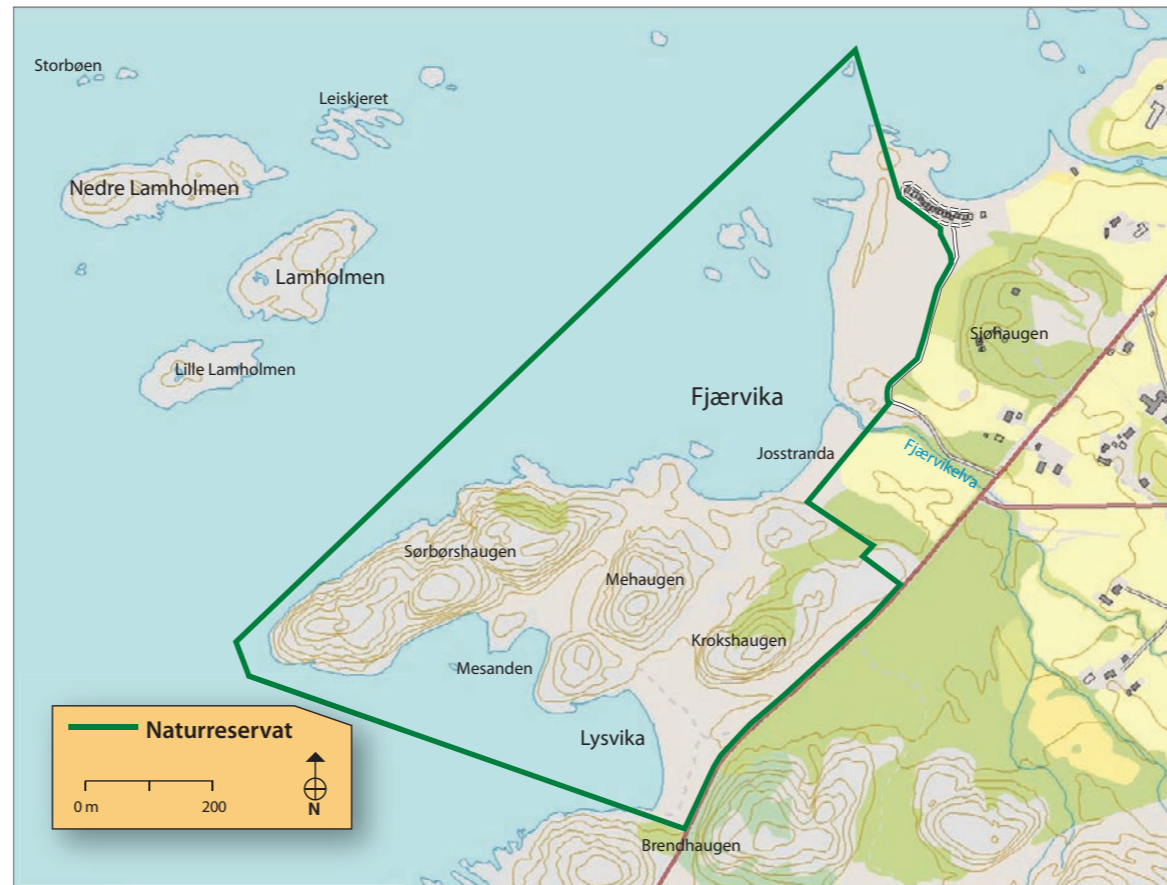 Storbøen
Leiskjeret
Nedre Lamholmen
Lamholmen
Sjøhaugen
Lille Lamholmen
Fjærvika
Josstranda
Fjærvikelva
Sørbørshaugen
Mehaugen
Krokshaugen
Mesanden
Lysvika
Naturreservat
0 m 200
N
Brendhaugen